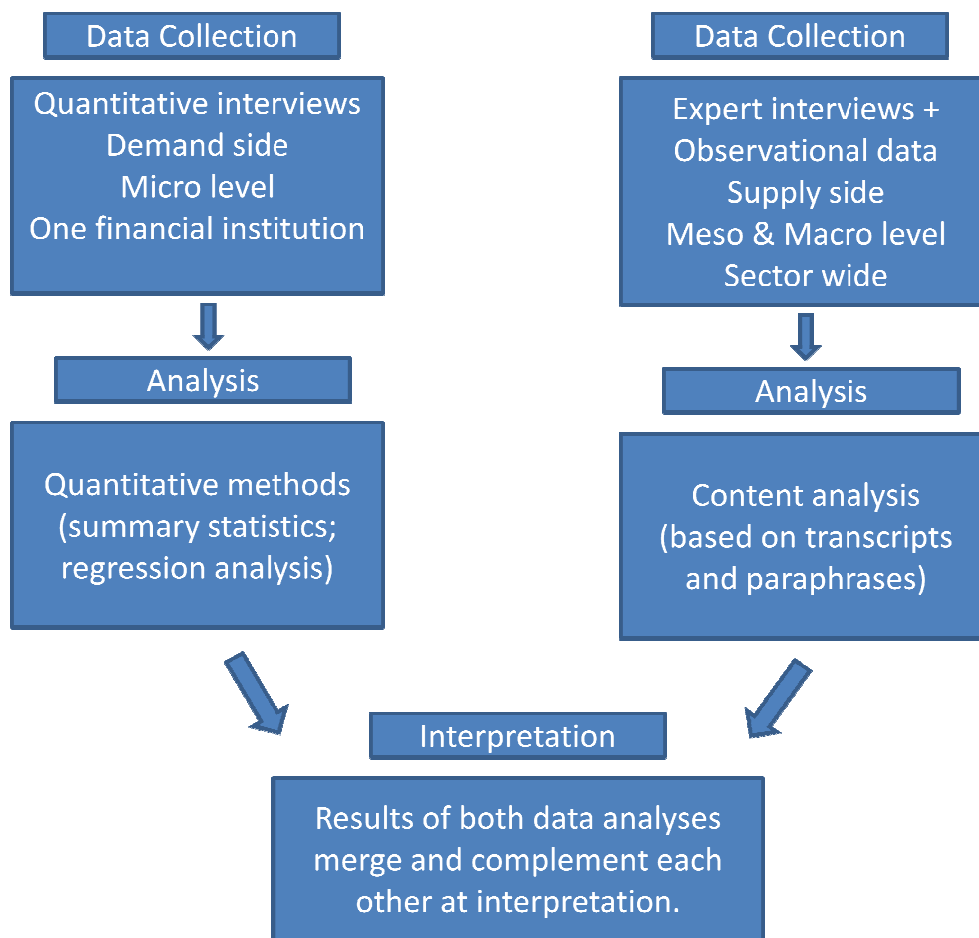 Data Collection
Quantitative interviews
Demand side
Micro level
One financial institution
Analysis
Quantitative methods
(summary statistics;
regression analysis)
Data Collection
Expert interviews +
Observational data
Supply side
Meso & Macro level
Sector wide
Analysis
Content analysis
(based on transcripts
and paraphrases)
Interpretation
Results of both data analyses
merge and complement each
other at interpretation.